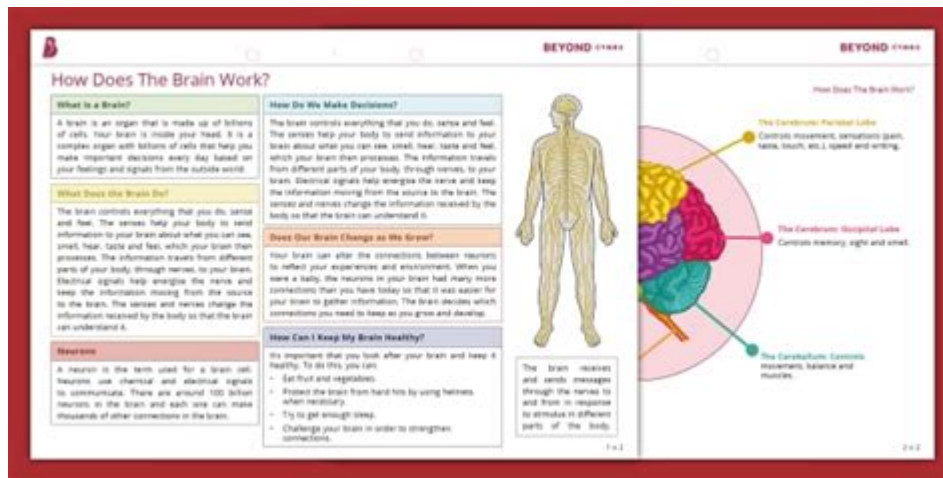 BEYOND CYMRU
How Does The Brain Work?
What Is a Brain?
A brain is an organ that is made up of billions
of cells. Your brain is inside your head. It is a
complex organ with billions of cells that help you
make important decisions every day based on
your feelings and signals from the outside world.
What Does the Brain Do?
The brain controls everything that you do, sense
and feel. The senses help your body to send
information to your brain about what you can see,
smell, hear, taste and feel, which your brain then
processes. The information travels from different
parts of your body, through nerves, to your brain.
Electrical signals help energise the nerve and
keep the information moving from the source
to the brain. The senses and nerves change the
information received by the body so that the brain
can understand it.
Neurons
A neuron is the term used for a brain cell.
Neurons use chemical and electrical signals
to communicate. There are around 100 billion
neurons in the brain and each one can make
thousands of other connections in the brain.
How Do We Make Decisions?
The brain controls everything that you do, sense and feel.
The senses help your body to send information to your
brain about what you can see, smell, hear, taste and feel,
which your brain then processes. The information travels
from different parts of your body, through nerves, to your
brain. Electrical signals help energise the nerve and keep
the information moving from the source to the brain. The
senses and nerves change the information received by the
body so that the brain can understand it.
Does Our Brain Change as We Grow?
Your brain can alter the connections between neurons
to reflect your experiences and environment. When you
were a baby, the neurons in your brain had many more
connections than you have today so that it was easier for
your brain to gather information. The brain decides which
connections you need to keep as you grow and develop.
How Can I Keep My Brain Healthy?
It's important that you look after your brain and keep it
healthy. To do this, you can:
• Eat fruit and vegetables.
• Protect the brain from hard hits by using helmets
when necessary.
• Try to get enough sleep.
• Challenge your brain in order to strengthen
connections.
The brain receives
and sends messages
through the nerves to
and from in response
to stimulus in different
parts of the body.
1 of 2
BEYOND CYMRU
How Does The Brain Work?
The Cerebrum: Parietal Lobe
Controls movement, sensations (pain,
taste, touch, etc.), speed and writing.
The Cerebrum: Occipital Lobe
Controls memory, sight and smell.
The Cerebellum: Controls
movement, balance and
muscles.
2 of 2